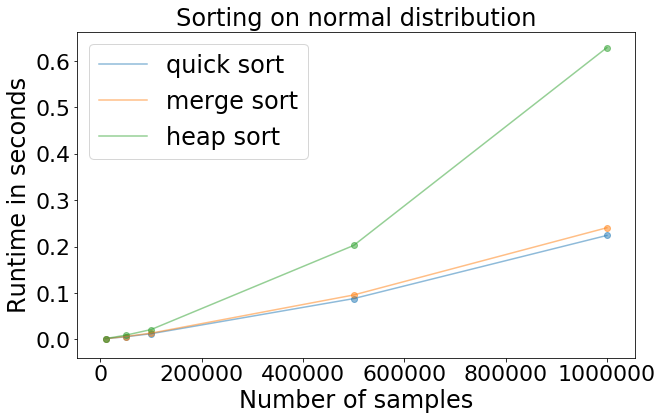 Sorting on normal distribution
quick sort
merge sort
heap sort
Runtime in seconds
0.6
0.5
0.4
0.3
0.2
0.1
0.0
0 200000 400000 600000 800000 1000000
Number of samples